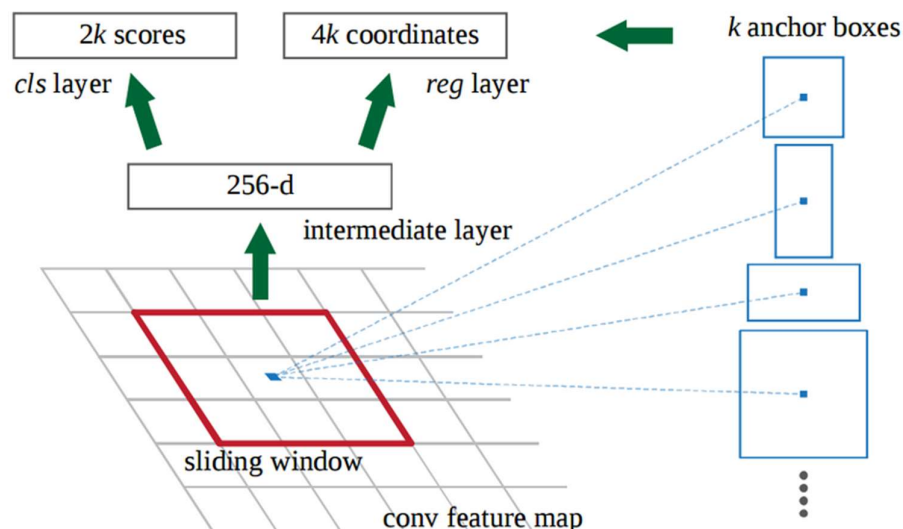 2k scores
4k coordinates
k anchor boxes
cls layer
reg layer
256-d
intermediate layer
sliding window
conv feature map